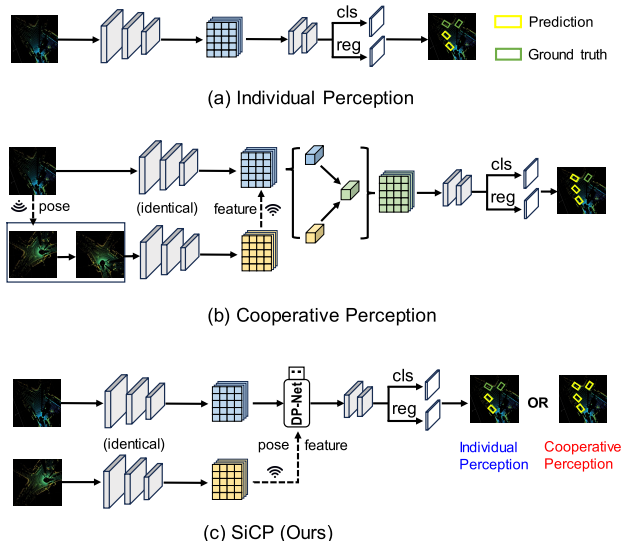 cls
reg
Prediction
Ground truth
(a) Individual Perception
pose
(identical)
feature
cls
reg
(b) Cooperative Perception
(identical)
DP-Net
pose feature
cls
reg
OR
Individual
Perception
Cooperative
Perception
(c) SiCP (Ours)